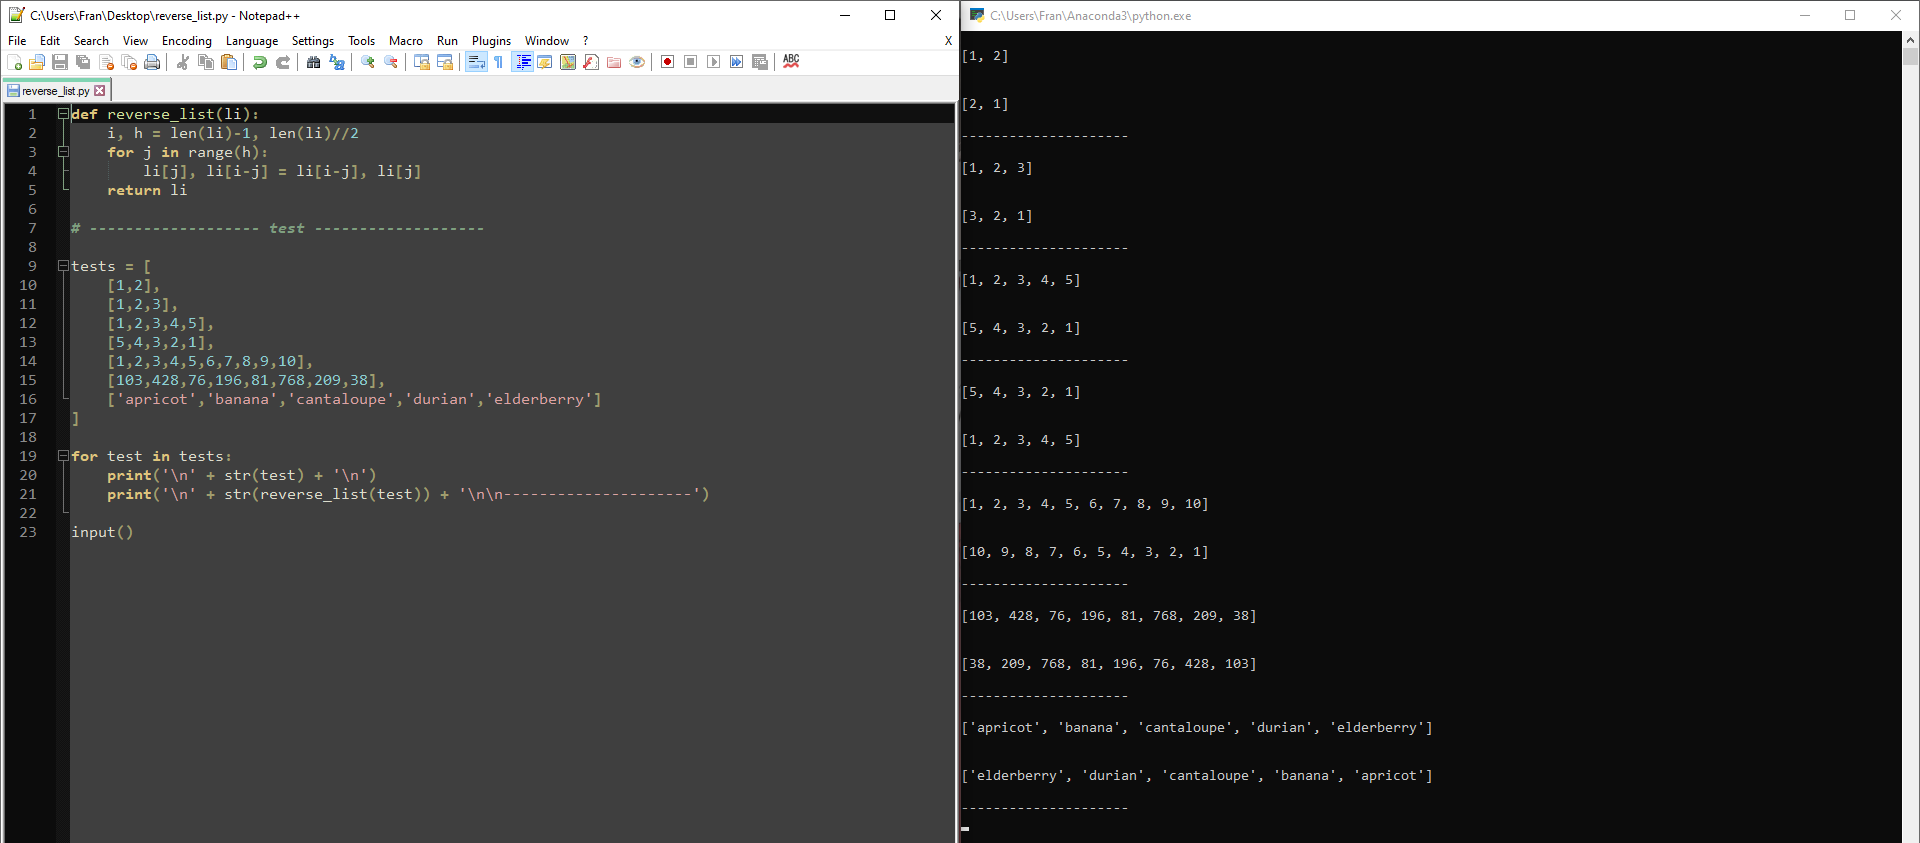 C:\Users\Fran\Desktop\reverse_list.py - Notepad++
File Edit Search View Encoding Language Settings Tools Macro Run Plugins Window ? X
ABC
reverse_list.py
1 def reverse_list(li):
2     i, h = len(li)-1, len(li)//2
3     for j in range(h):
4         li[j], li[i-j] = li[i-j], li[j]
5     return li
6
7 # ------------------- test -------------------
8
9 tests = [
10     [1,2],
11     [1,2,3],
12     [1,2,3,4,5],
13     [5,4,3,2,1],
14     [1,2,3,4,5,6,7,8,9,10],
15     [103,428,76,196,81,768,209,38],
16     ['apricot','banana','cantaloupe','durian','elderberry']
17 ]
18
19 for test in tests:
20     print('\n' + str(test) + '\n')
21     print('\n' + str(reverse_list(test)) + '\n\n---------------------')
22
23 input()
C:\Users\Fran\Anaconda3\python.exe
[1, 2]
[2, 1]
---------------------
[1, 2, 3]
[3, 2, 1]
---------------------
[1, 2, 3, 4, 5]
[5, 4, 3, 2, 1]
---------------------
[5, 4, 3, 2, 1]
[1, 2, 3, 4, 5]
---------------------
[1, 2, 3, 4, 5, 6, 7, 8, 9, 10]
[10, 9, 8, 7, 6, 5, 4, 3, 2, 1]
---------------------
[103, 428, 76, 196, 81, 768, 209, 38]
[38, 209, 768, 81, 196, 76, 428, 103]
---------------------
['apricot', 'banana', 'cantaloupe', 'durian', 'elderberry']
['elderberry', 'durian', 'cantaloupe', 'banana', 'apricot']
---------------------